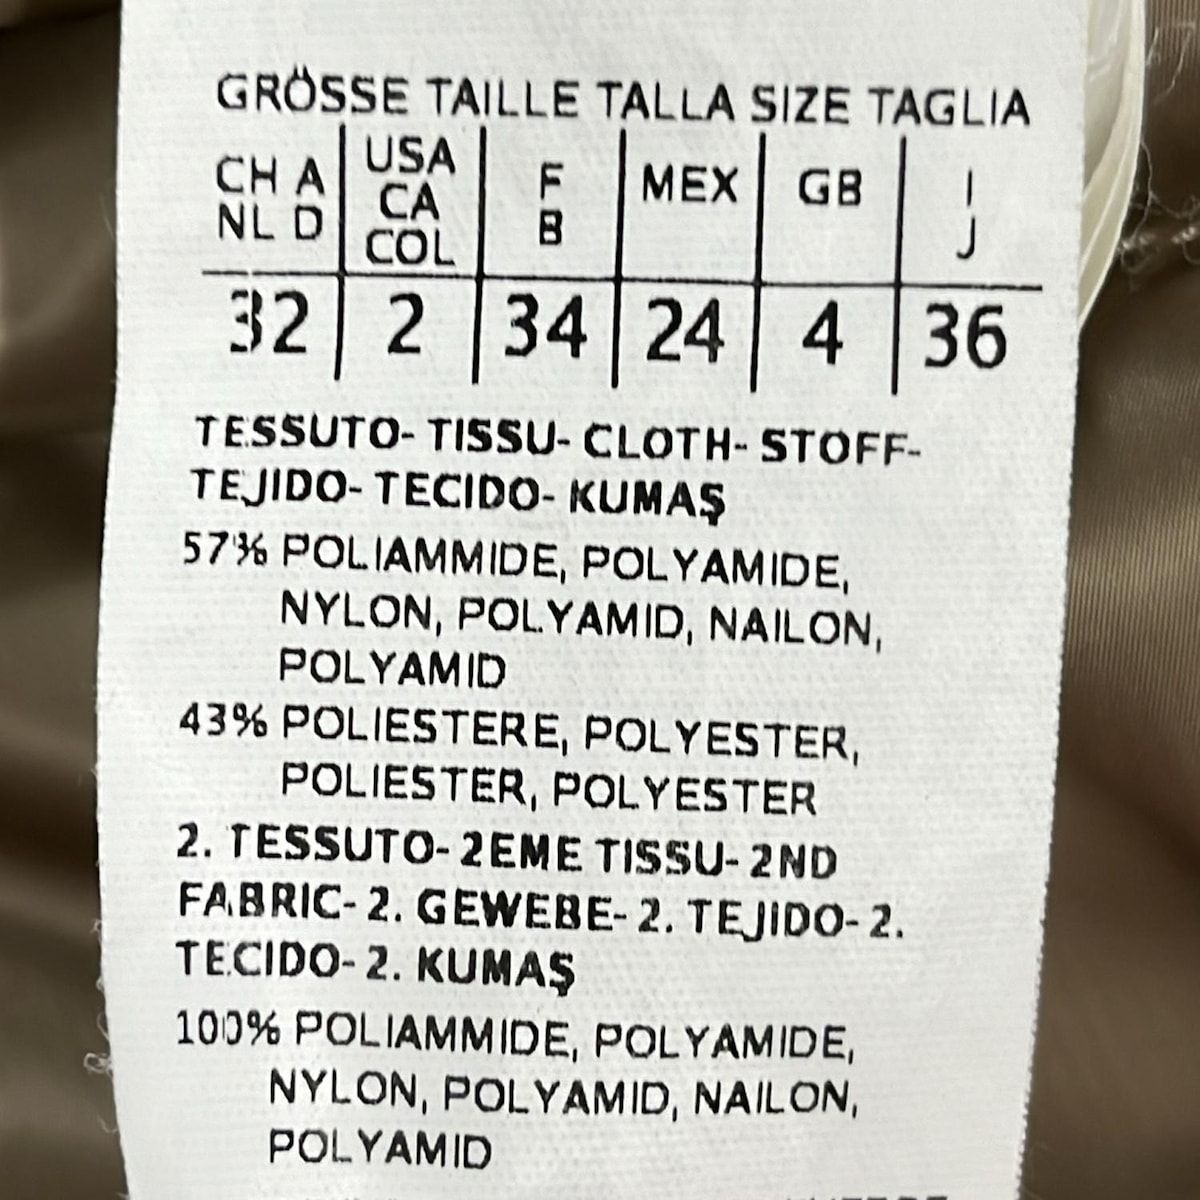 GRÖSSE TAILLE TALLA SIZE TAGLIA
CH A NL D | USA CA COL | F B | MEX | GB | I J
32 | 2 | 34 | 24 | 4 | 36
TESSUTO- TISSU- CLOTH- STOFF-
TEJIDO- TECIDO- KUMAŞ
57% POLIAMMIDE, POLYAMIDE,
NYLON, POLYAMID, NAILON,
POLYAMID
43% POLIESTERE, POLYESTER,
POLIESTER, POLYESTER
2. TESSUTO- 2EME TISSU- 2ND
FABRIC- 2. GEWEBE- 2. TEJIDO- 2.
TECIDO- 2. KUMAŞ
100% POLIAMMIDE, POLYAMIDE,
NYLON, POLYAMID, NAILON,
POLYAMID